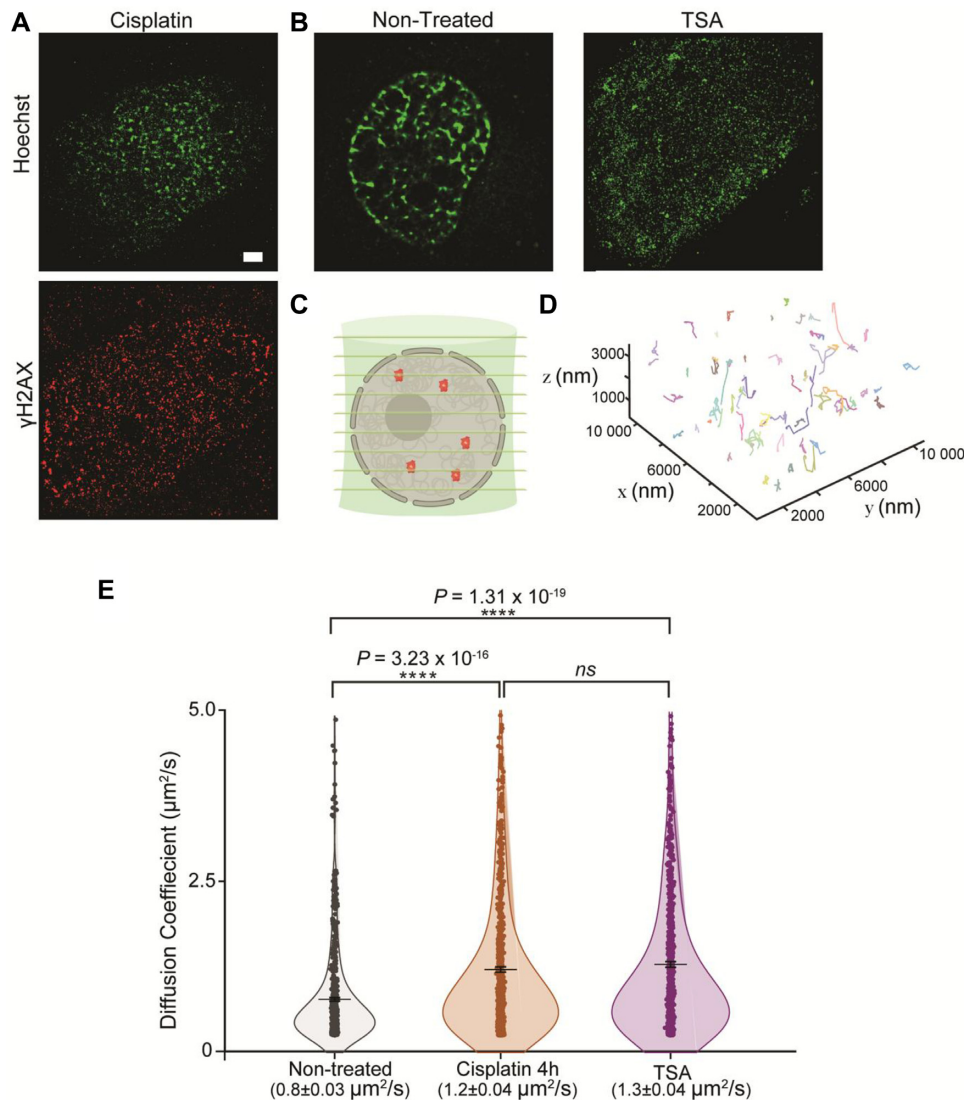 A
Cisplatin
B
Non-Treated
TSA
Hoechst
γH2AX
C
D
z (nm)
3000
1000
10 000
6000
2000
x (nm)
2000
6000
10 000
y (nm)
E
P = 1.31 x 10-19
****
P = 3.23 x 10-16
****
ns
5.0
2.5
0
Diffusion Coeffiecient (µm²/s)
Non-treated
(0.8±0.03 µm²/s)
Cisplatin 4h
(1.2±0.04 µm²/s)
TSA
(1.3±0.04 µm²/s)